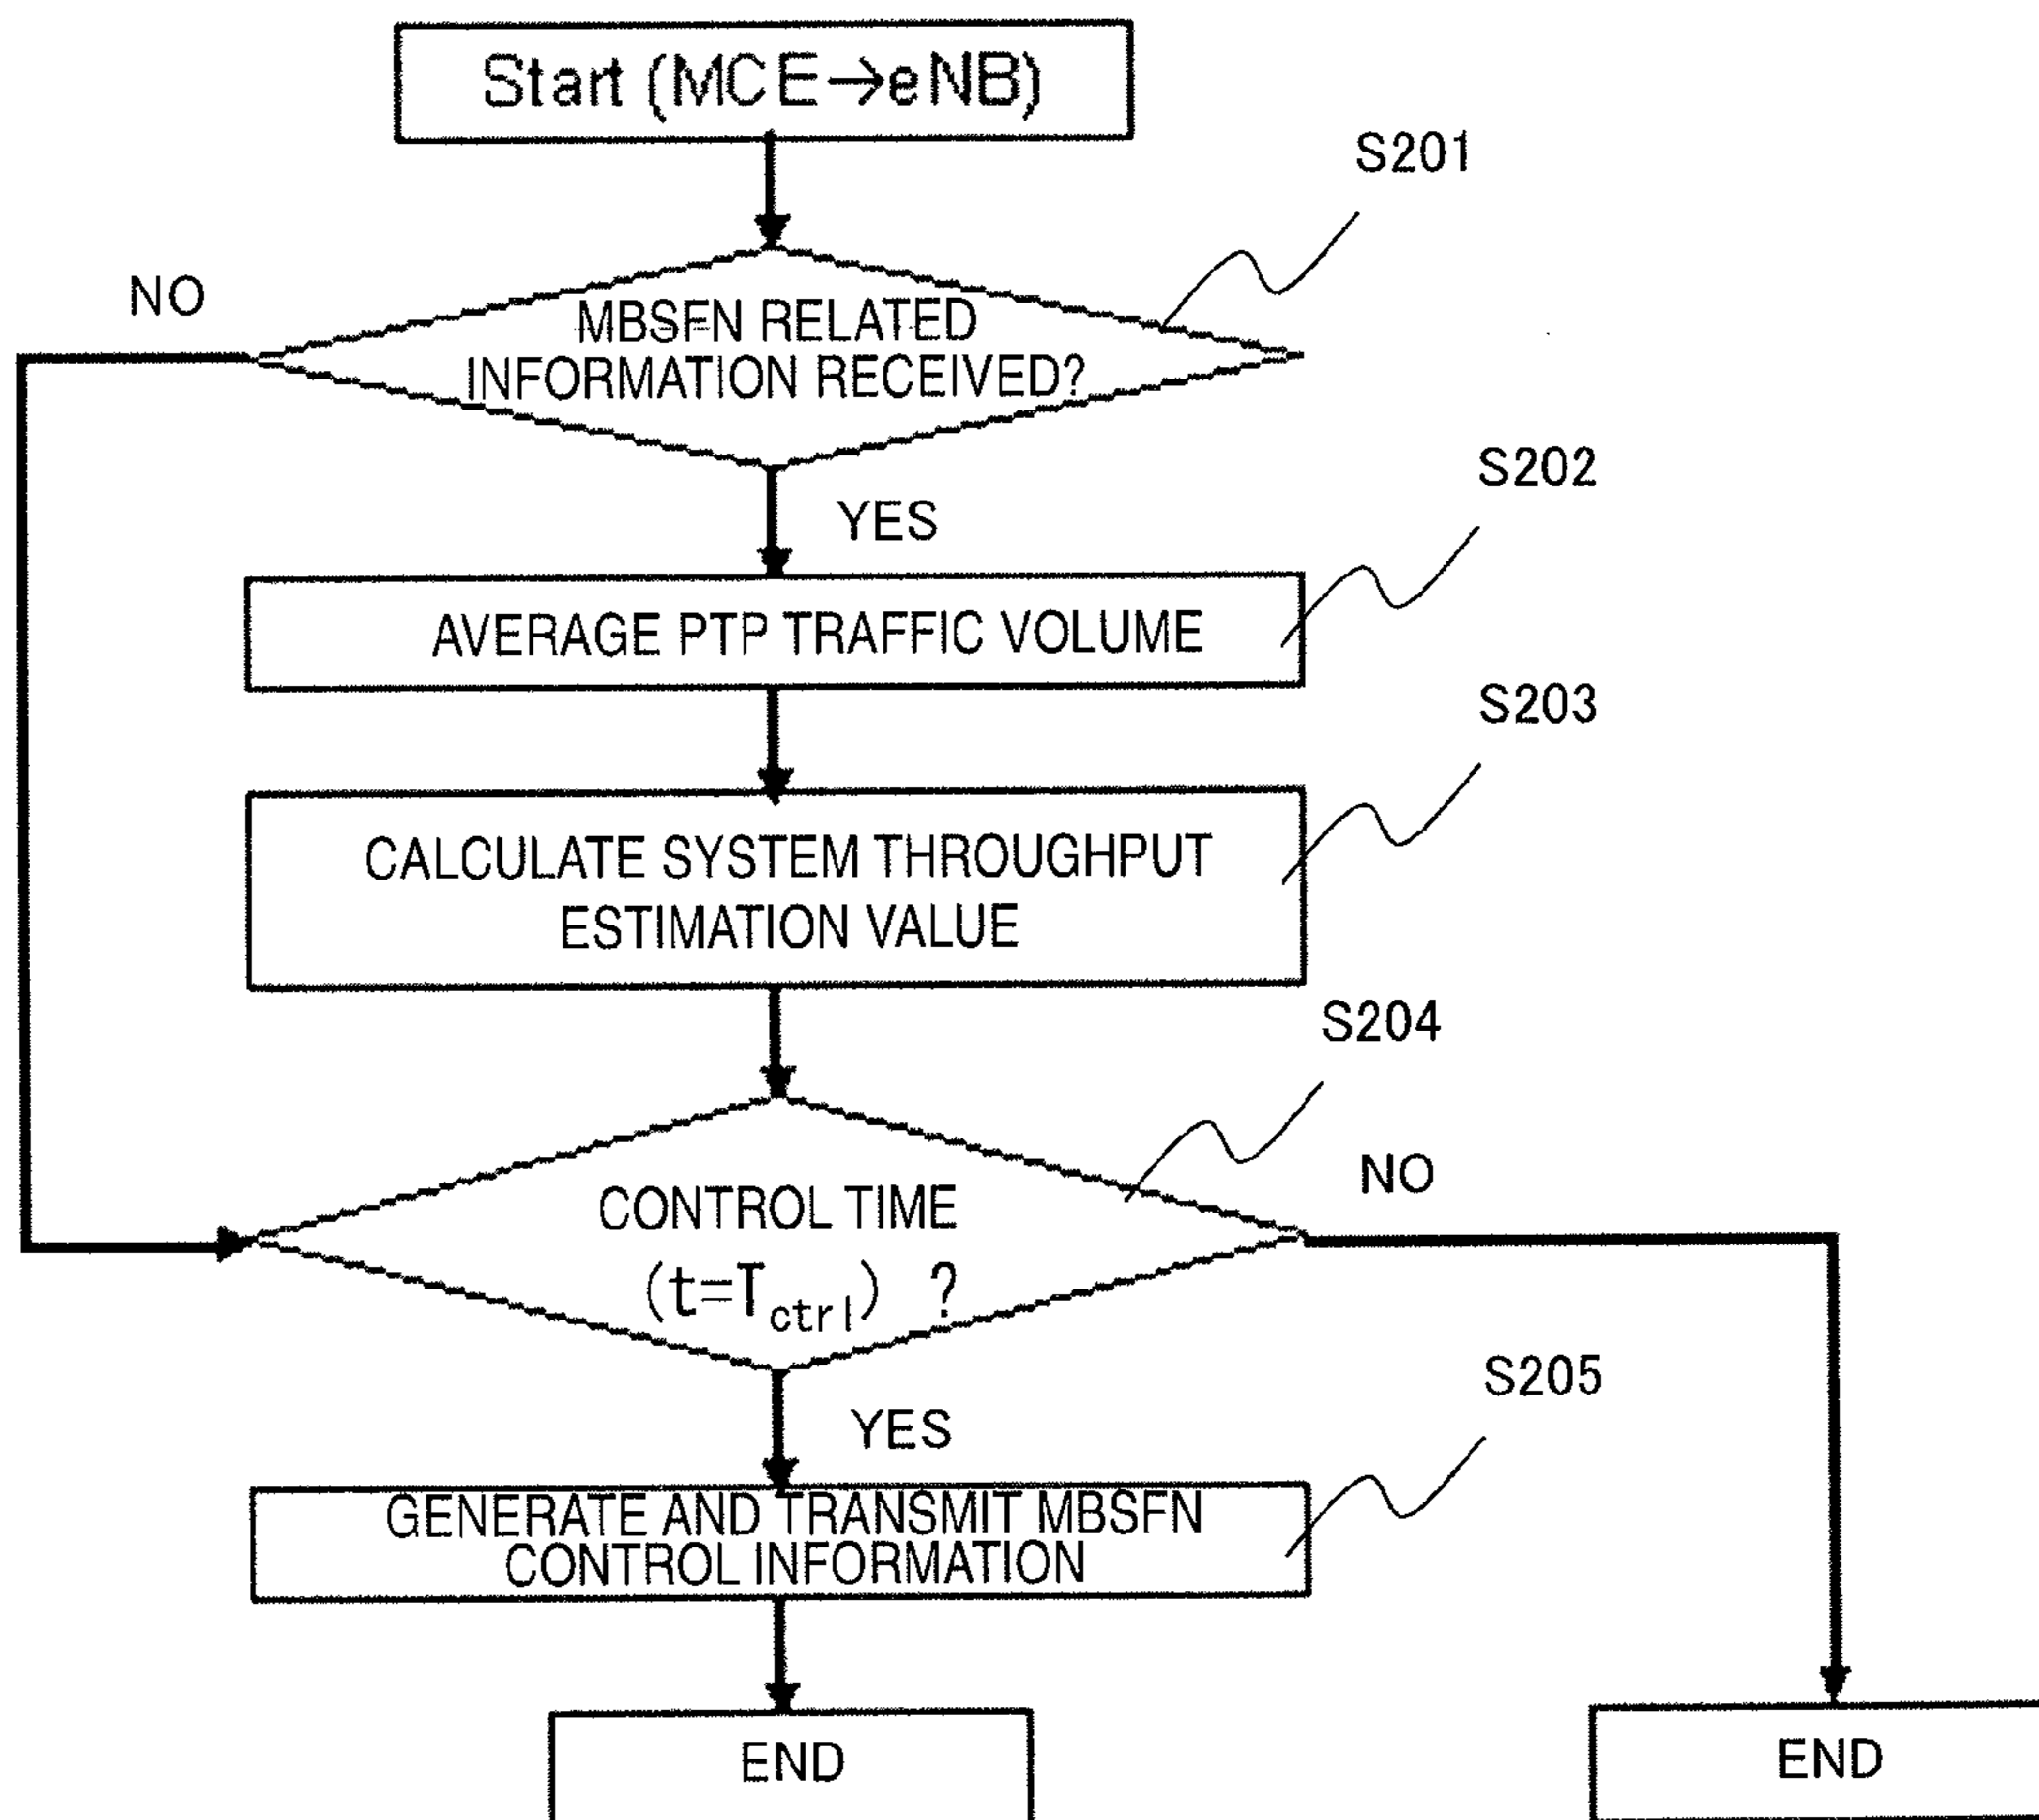 Start (MCE→eNB)
S201
NO
MBSFN RELATED
INFORMATION RECEIVED?
S202
YES
AVERAGE PTP TRAFFIC VOLUME
S203
CALCULATE SYSTEM THROUGHPUT
ESTIMATION VALUE
S204
NO
CONTROL TIME
(t=Tctrl) ?
S205
YES
GENERATE AND TRANSMIT MBSFN
CONTROL INFORMATION
END
END